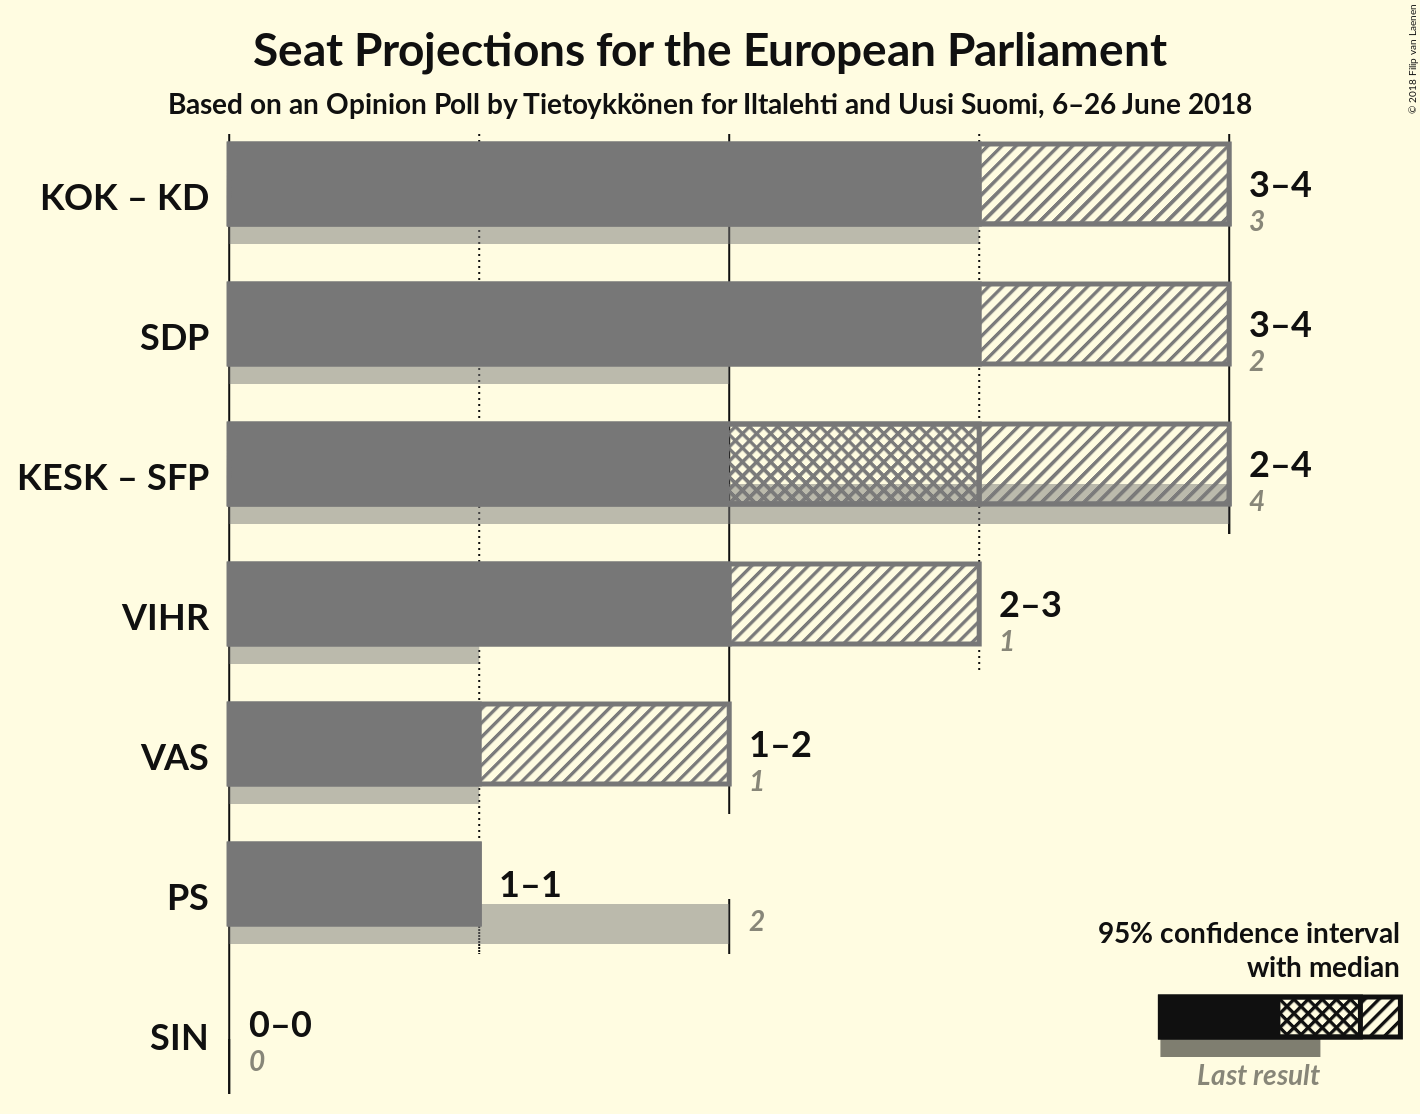 Seat Projections for the European Parliament
Based on an Opinion Poll by Tietoykkönen for Iltalehti and Uusi Suomi, 6–26 June 2018
© 2018 Filip van Laenen
KOK – KD
3–4
3
SDP
3–4
2
KESK – SFP
2–4
4
VIHR
2–3
1
VAS
1–2
1
PS
1–1
2
SIN
0–0
0
95% confidence interval
with median
Last result